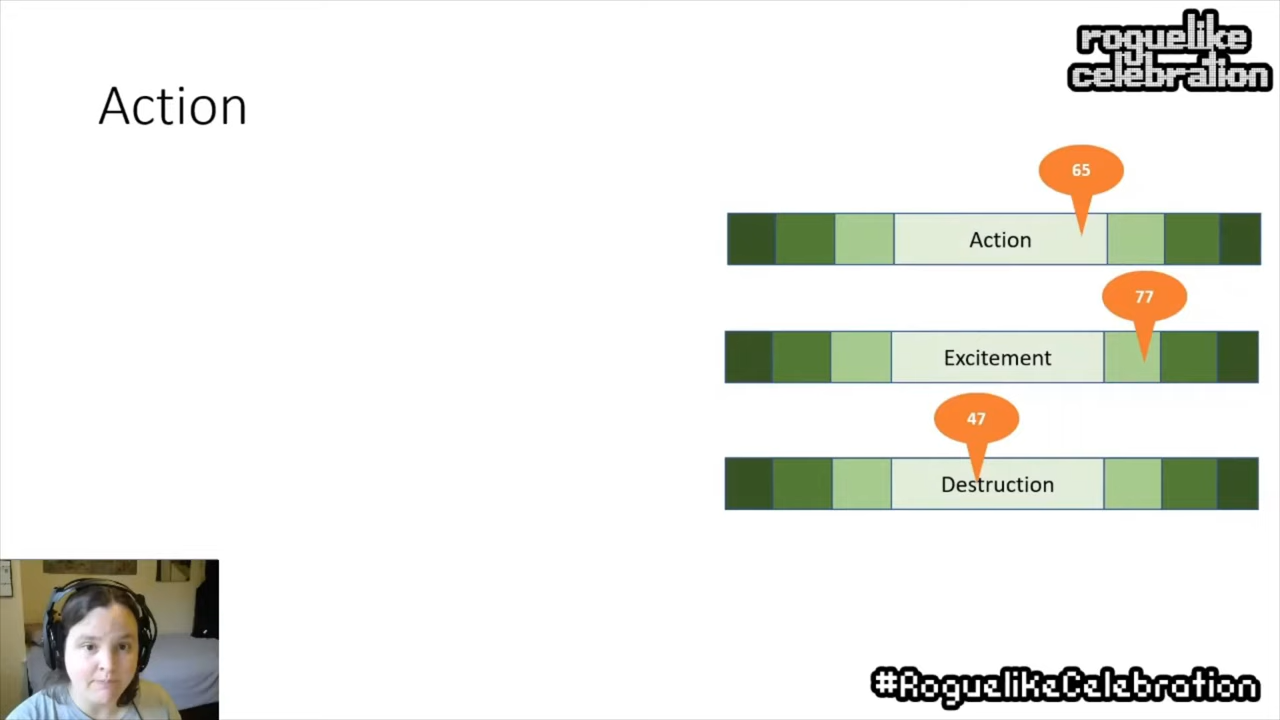 roguelike
celebration
Action
65
Action
77
Excitement
47
Destruction
#RoguelikeCelebration